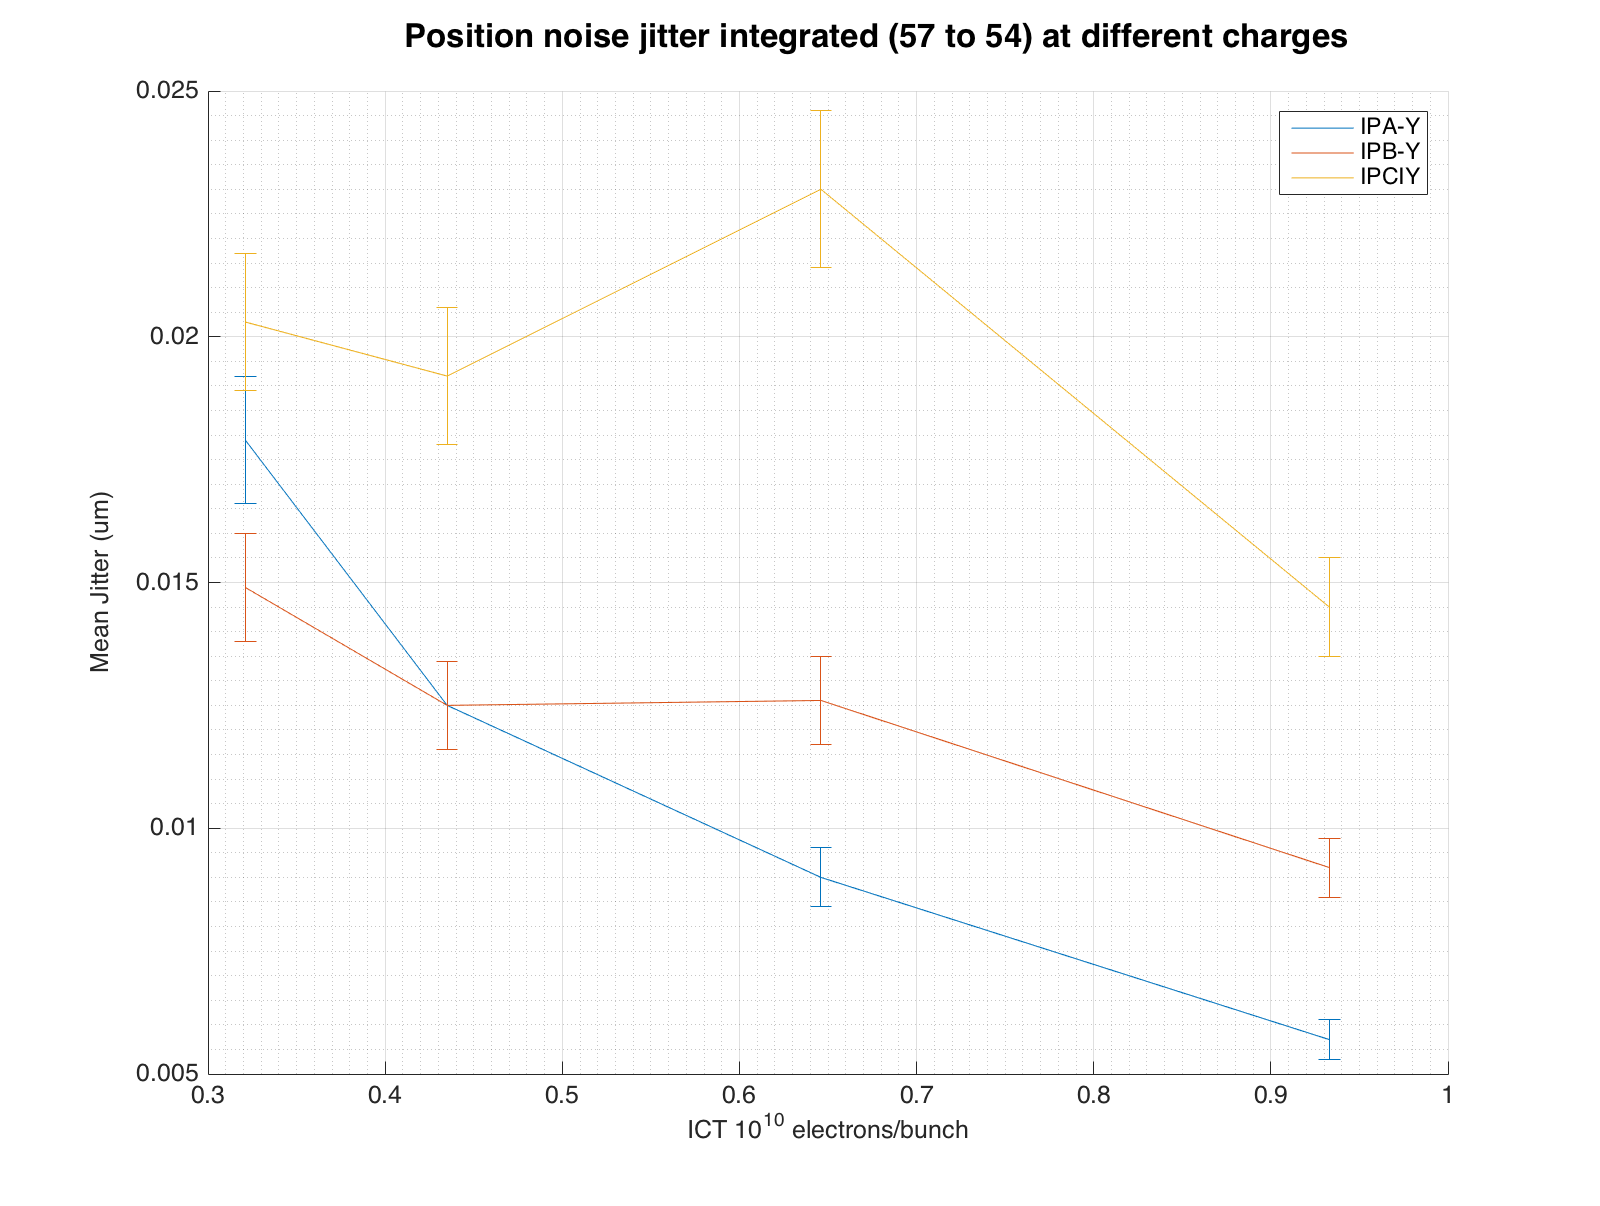 Position noise jitter integrated (57 to 54) at different charges
0.025
0.02
0.015
0.01
0.005
Mean Jitter (um)
IPA-Y
IPB-Y
IPCIY
0.3 0.4 0.5 0.6 0.7 0.8 0.9 1
ICT 10^10 electrons/bunch